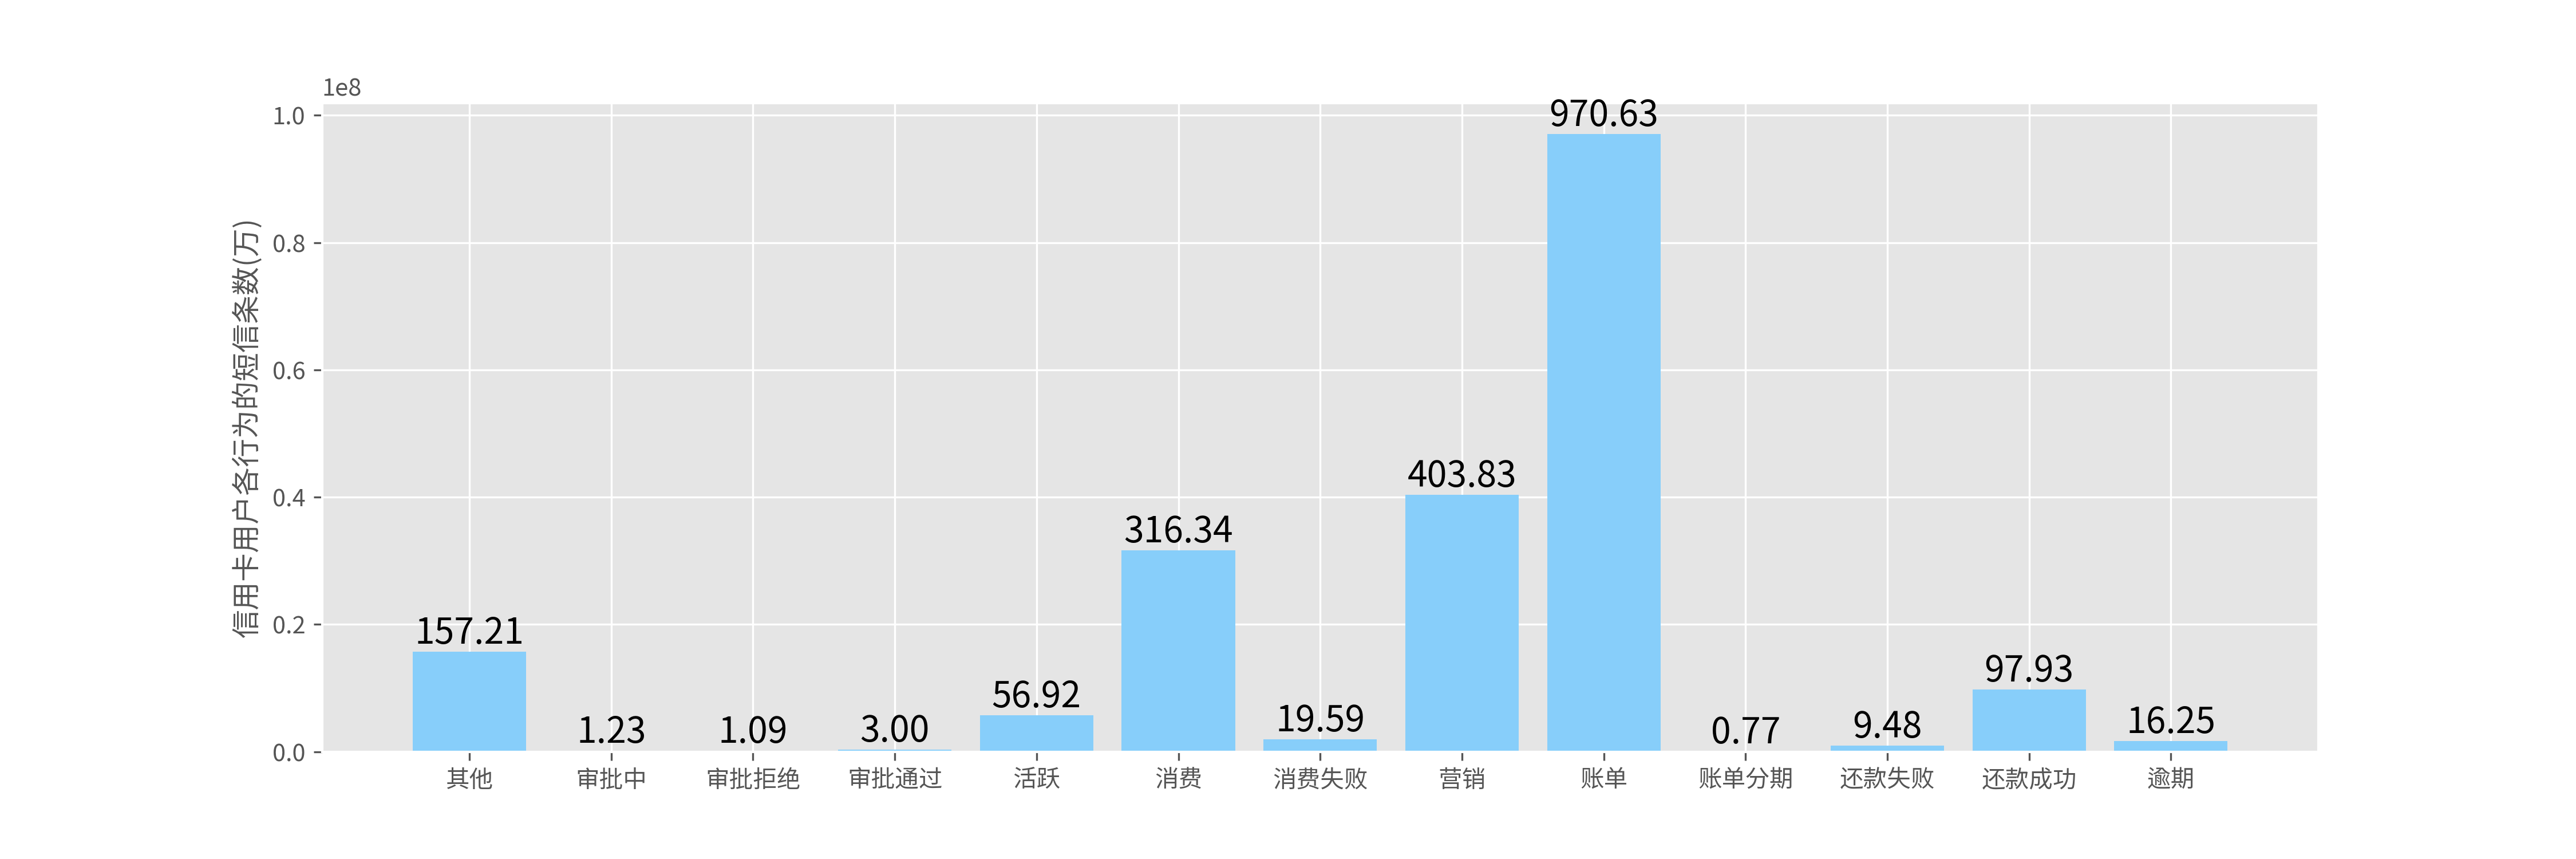 1e8
1.0
0.8
0.6
0.4
0.2
0.0
信用卡用户各行为的短信条数(万)
157.21
1.23
1.09
3.00
56.92
316.34
19.59
403.83
970.63
0.77
9.48
97.93
16.25
其他
审批中
审批拒绝
审批通过
活跃
消费
消费失败
营销
账单
账单分期
还款失败
还款成功
逾期